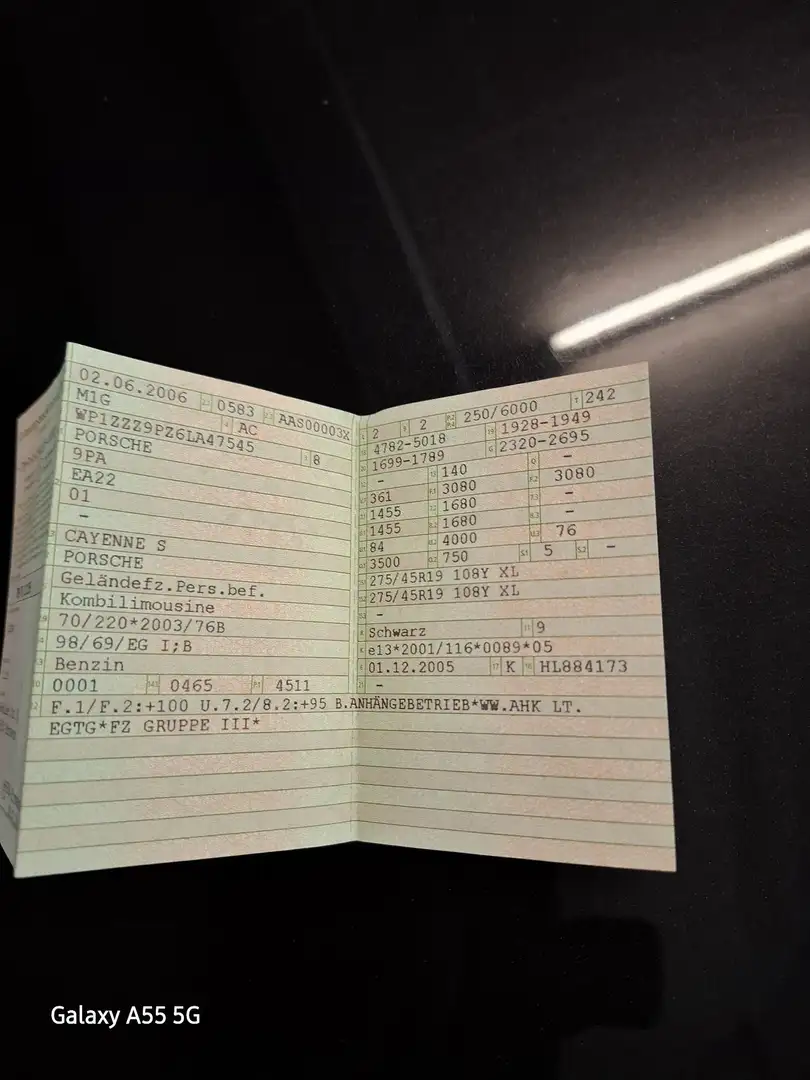 02.06.2006 0583 AAS00003X
M1G AC
WP1ZZZ9PZ6LA47545 8
PORSCHE
9PA
EA22
01
–
CAYENNE S
PORSCHE
Geländefz.Pers.bef.
Kombilimousine
70/220*2003/76B
98/69/EG I;B
Benzin
0001 0465 4511
2 2 250/6000 242
4782-5018 1928-1949
1699-1789 2320-2695
– 140 –
361 3080 3080
1455 1680 –
1455 1680 –
84 4000 76
3500 750 5 –
275/45R19 108Y XL
275/45R19 108Y XL
–
Schwarz 9
e13*2001/116*0089*05
01.12.2005 K HL884173
–
F.1/F.2:+100 U.7.2/8.2:+95 B.ANHÄNGEBETRIEB*WW.AHK LT.
EGTG*FZ GRUPPE III*
Galaxy A55 5G